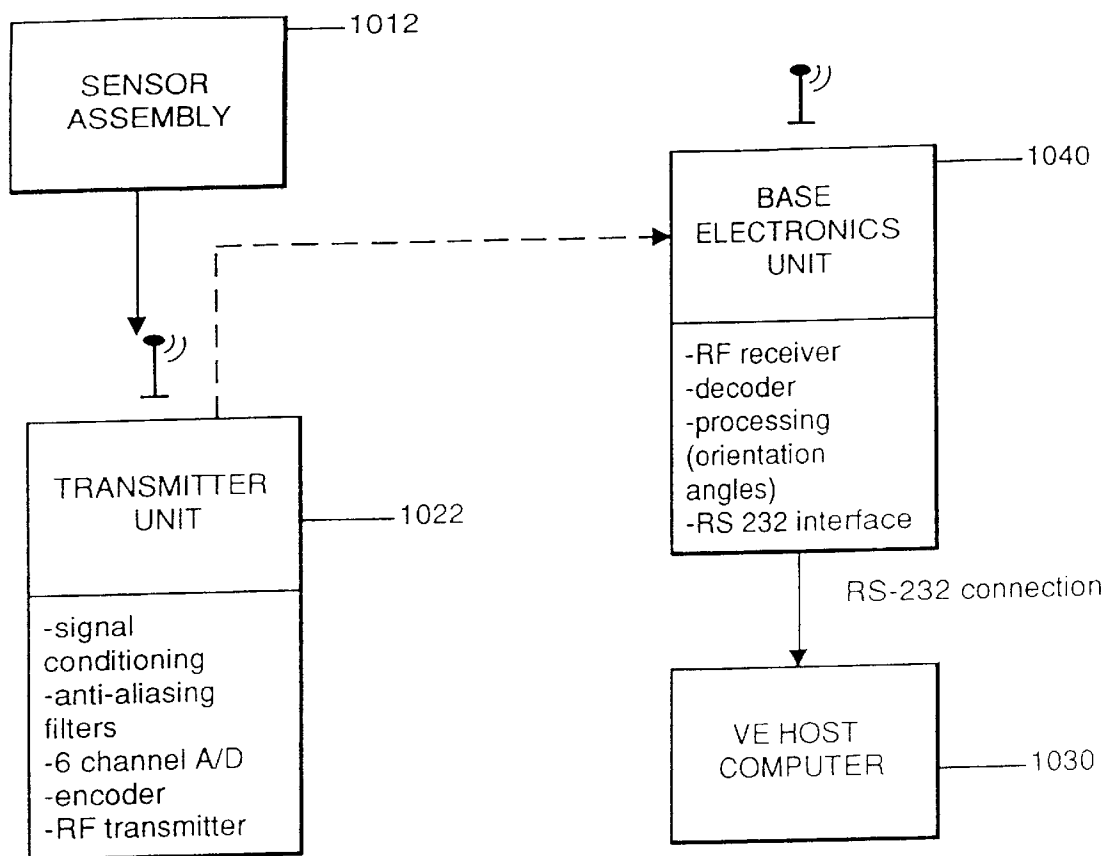 1012
SENSOR
ASSEMBLY
1040
BASE
ELECTRONICS
UNIT
-RF receiver
-decoder
-processing
(orientation
angles)
-RS 232 interface
TRANSMITTER
UNIT
1022
-signal
conditioning
-anti-aliasing
filters
-6 channel A/D
-encoder
-RF transmitter
RS-232 connection
VE HOST
COMPUTER
1030